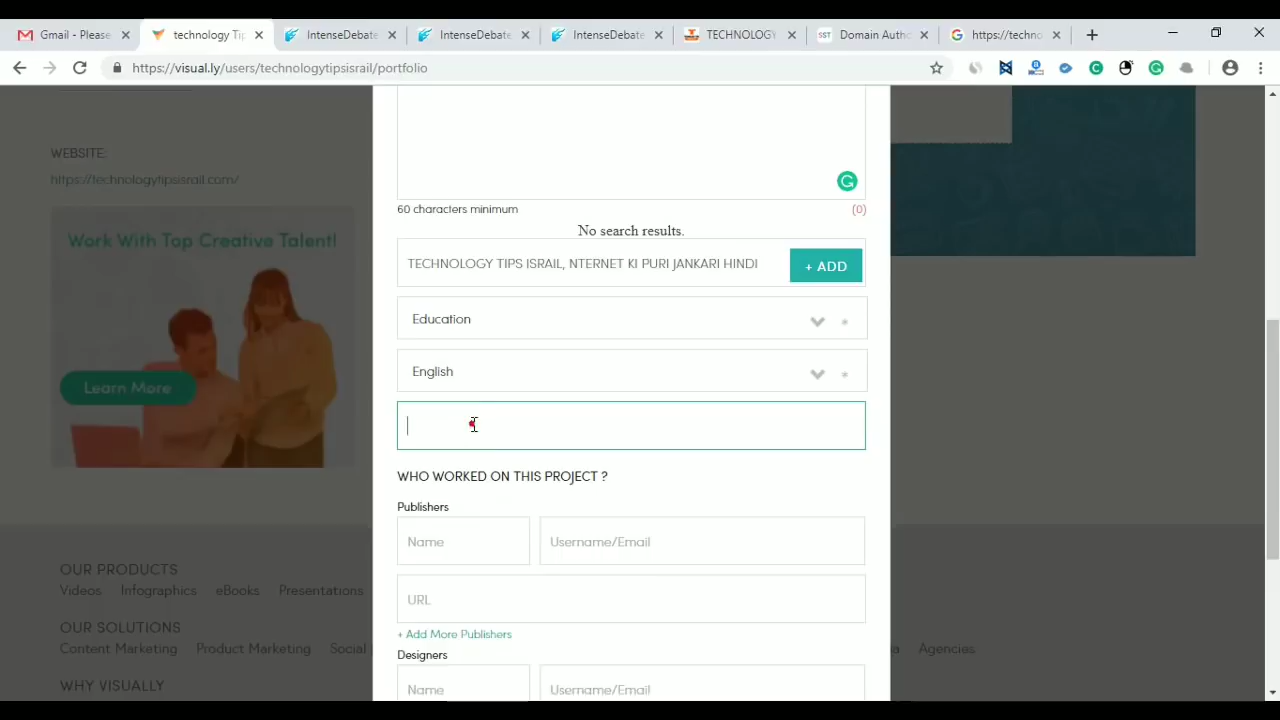 Gmail - Please
technology Tip
IntenseDebate
IntenseDebate
IntenseDebate
TECHNOLOGY
SST Domain Autho
https://techno
https://visual.ly/users/technologytipsisrail/portfolio
WEBSITE:
https://technologytipsisrail.com/
Work With Top Creative Talent!
Learn More
60 characters minimum (0)
No search results.
TECHNOLOGY TIPS ISRAIL, NTERNET KI PURI JANKARI HINDI + ADD
Education *
English *
WHO WORKED ON THIS PROJECT ?
Publishers
Name Username/Email
URL
+ Add More Publishers
Designers
Name Username/Email
OUR PRODUCTS
Videos Infographics eBooks Presentations
OUR SOLUTIONS
Content Marketing Product Marketing Social Agencies
WHY VISUALLY